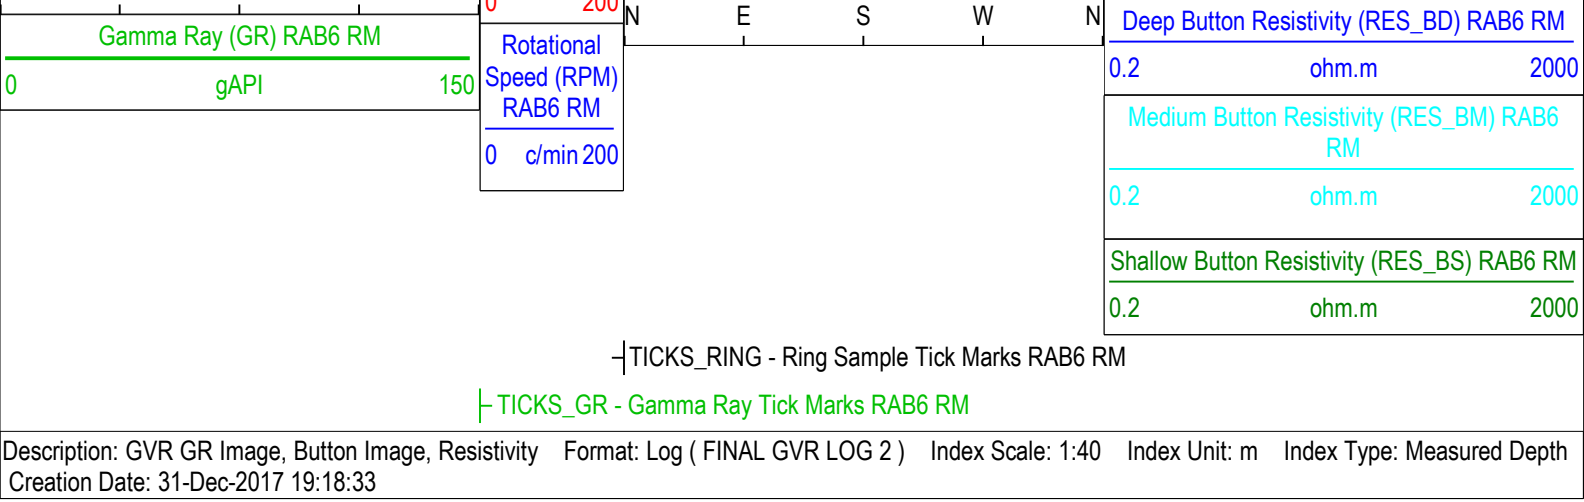 0 200
N E S W N
Gamma Ray (GR) RAB6 RM
0 gAPI 150
Rotational
Speed (RPM)
RAB6 RM
0 c/min 200
Deep Button Resistivity (RES_BD) RAB6 RM
0.2 ohm.m 2000
Medium Button Resistivity (RES_BM) RAB6
RM
0.2 ohm.m 2000
Shallow Button Resistivity (RES_BS) RAB6 RM
0.2 ohm.m 2000
TICKS_RING - Ring Sample Tick Marks RAB6 RM
TICKS_GR - Gamma Ray Tick Marks RAB6 RM
Description: GVR GR Image, Button Image, Resistivity Format: Log ( FINAL GVR LOG 2 ) Index Scale: 1:40 Index Unit: m Index Type: Measured Depth
Creation Date: 31-Dec-2017 19:18:33